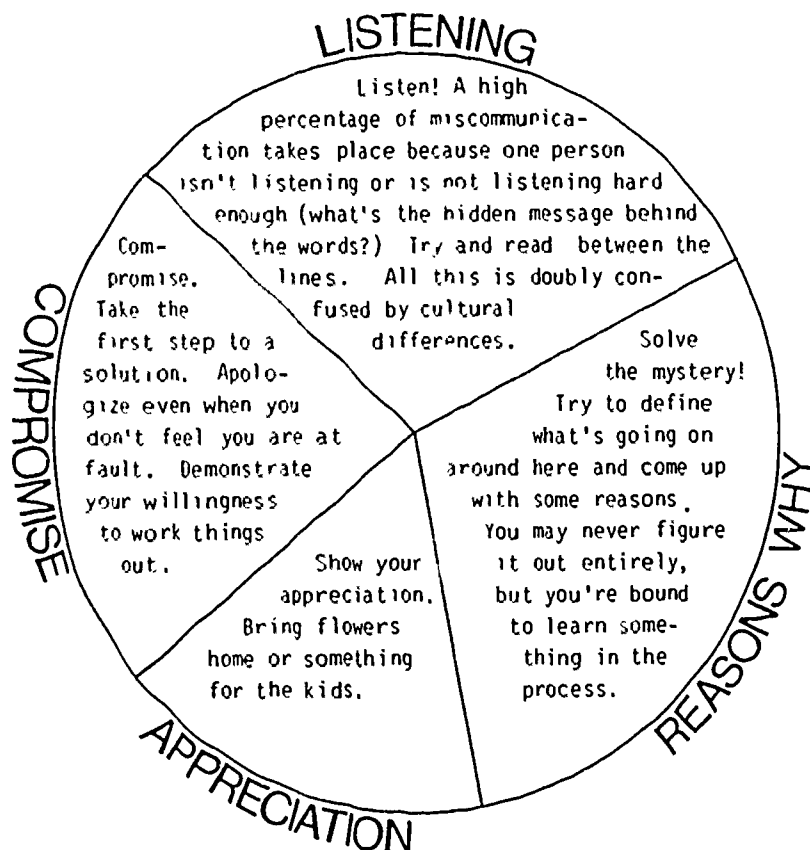 LISTENING
Listen! A high
percentage of miscommunica-
tion takes place because one person
isn't listening or is not listening hard
enough (what's the hidden message behind
the words?) Try and read between the
lines. All this is doubly con-
fused by cultural
differences.
REASONS WHY
Solve
the mystery!
Try to define
what's going on
around here and come up
with some reasons.
You may never figure
it out entirely,
but you're bound
to learn some-
thing in the
process.
APPRECIATION
Show your
appreciation.
Bring flowers
home or something
for the kids.
COMPROMISE
Com-
promise.
Take the
first step to a
solution. Apolo-
gize even when you
don't feel you are at
fault. Demonstrate
your willingness
to work things
out.